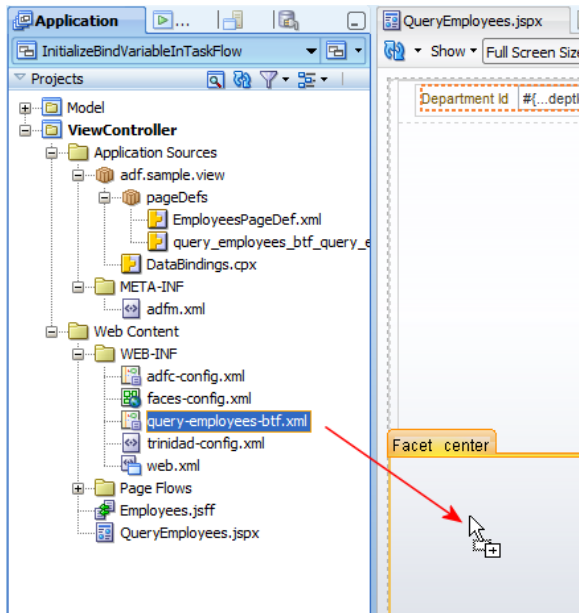 Application
...
QueryEmployees.jspx
InitializeBindVariableInTaskFlow
Show
Full Screen Size
Projects
Department Id #{...dept
Model
ViewController
Application Sources
adf.sample.view
pageDefs
EmployeesPageDef.xml
query_employees_btf_query_e
DataBindings.cpx
META-INF
adfm.xml
Web Content
WEB-INF
adfc-config.xml
faces-config.xml
query-employees-btf.xml
trinidad-config.xml
Facet center
web.xml
Page Flows
Employees.jsff
QueryEmployees.jspx